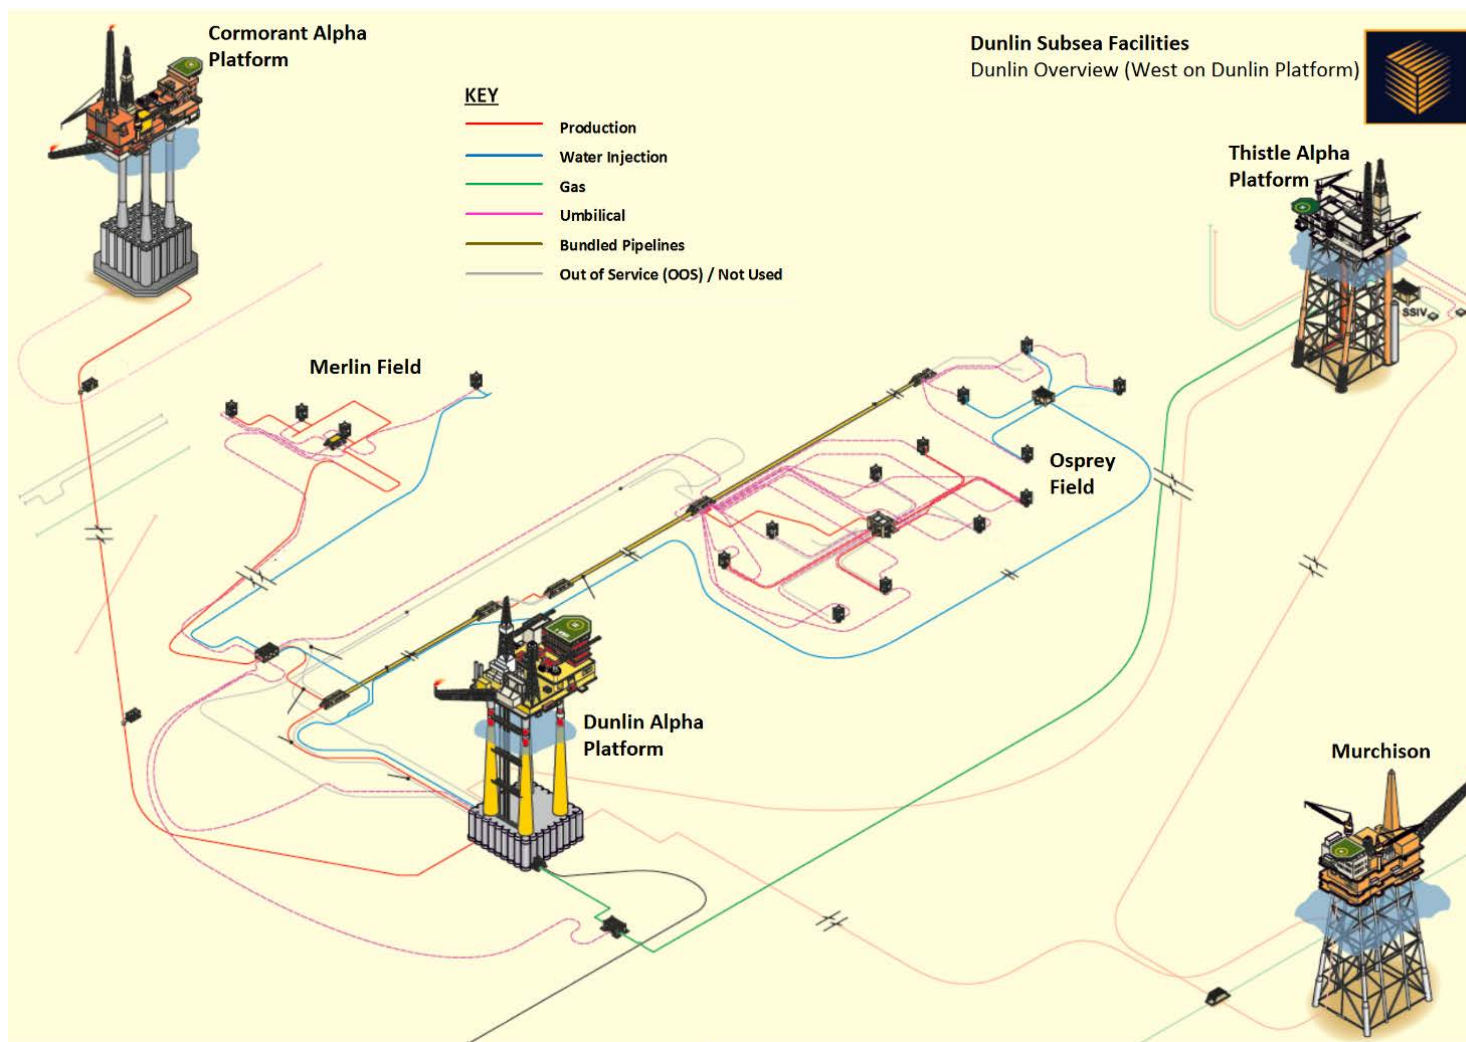 Cormorant Alpha
Platform
Dunlin Subsea Facilities
Dunlin Overview (West on Dunlin Platform)
KEY
Production
Water Injection
Gas
Umbilical
Bundled Pipelines
Out of Service (OOS) / Not Used
Thistle Alpha
Platform
SSIV
Merlin Field
Osprey
Field
Dunlin Alpha
Platform
Murchison